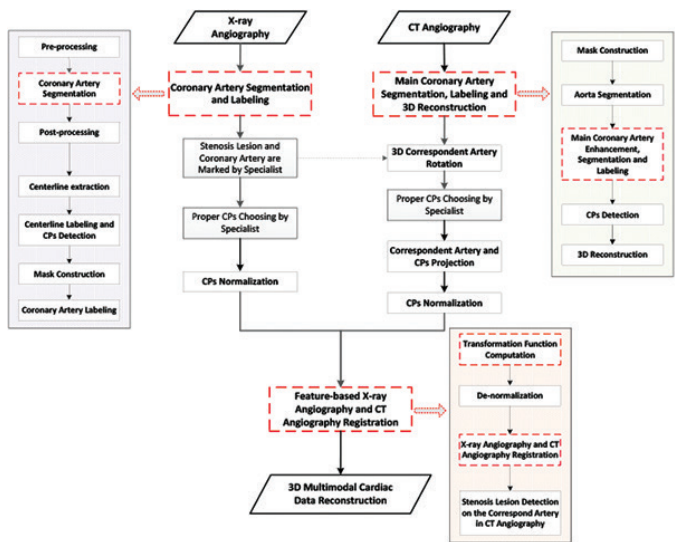 X-ray
Angiography
CT Angiography
Pre-processing
Coronary Artery
Segmentation
Post-processing
Centerline extraction
Centerline Labeling and
CPs Detection
Mask Construction
Coronary Artery Labeling
Coronary Artery Segmentation
and Labeling
Stenosis Lesion and
Coronary Artery are
Marked by Specialist
Proper CPs Choosing by
Specialist
CPs Normalization
Main Coronary Artery
Segmentation, Labeling and
3D Reconstruction
3D Correspondent Artery
Rotation
Proper CPs Choosing by
Specialist
Correspondent Artery and
CPs Projection
CPs Normalization
Mask Construction
Aorta Segmentation
Main Coronary Artery
Enhancement,
Segmentation and
Labeling
CPs Detection
3D Reconstruction
Feature-based X-ray
Angiography and CT
Angiography Registration
3D Multimodal Cardiac
Data Reconstruction
Transformation Function
Computation
De-normalization
X-ray Angiography and CT
Angiography Registration
Stenosis Lesion Detection
on the Correspond Artery
in CT Angiography